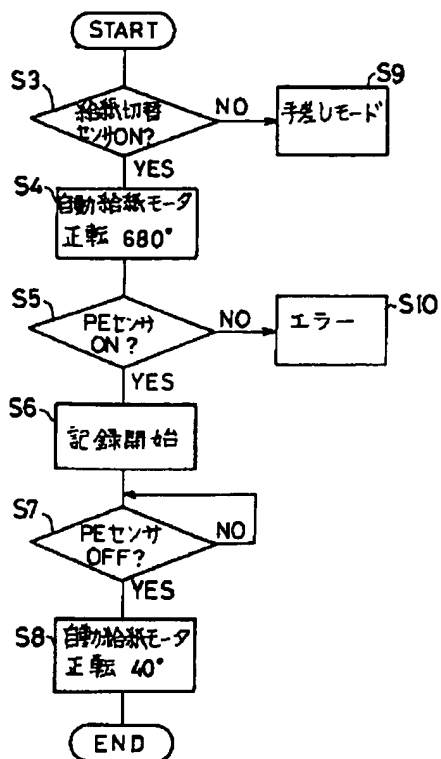 START
S3
給紙切替
センサON?
NO
S9
手差しモード
YES
S4
自動給紙モータ
正転 680°
S5
PEセンサ
ON?
NO
S10
エラー
YES
S6
記録開始
S7
PEセンサ
OFF?
NO
YES
S8
自動給紙モータ
正転 40°
END